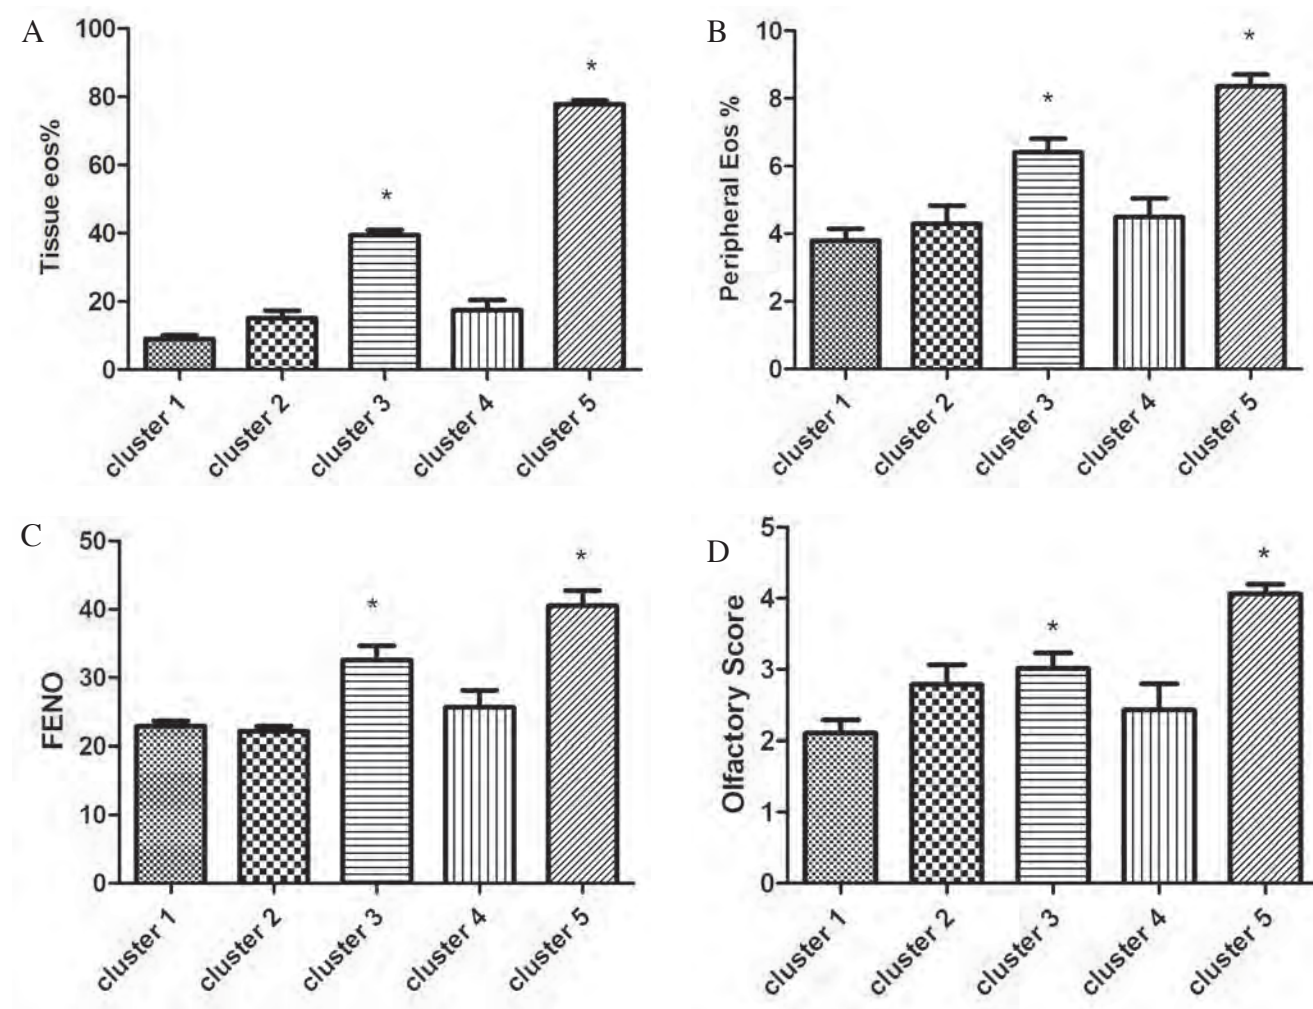 A
Tissue eos%
100
80
60
40
20
0
*
*
cluster 1
cluster 2
cluster 3
cluster 4
cluster 5
B
Peripheral Eos %
10
8
6
4
2
0
*
*
cluster 1
cluster 2
cluster 3
cluster 4
cluster 5
C
FENO
50
40
30
20
10
0
*
*
cluster 1
cluster 2
cluster 3
cluster 4
cluster 5
D
Olfactory Score
5
4
3
2
1
0
*
*
cluster 1
cluster 2
cluster 3
cluster 4
cluster 5